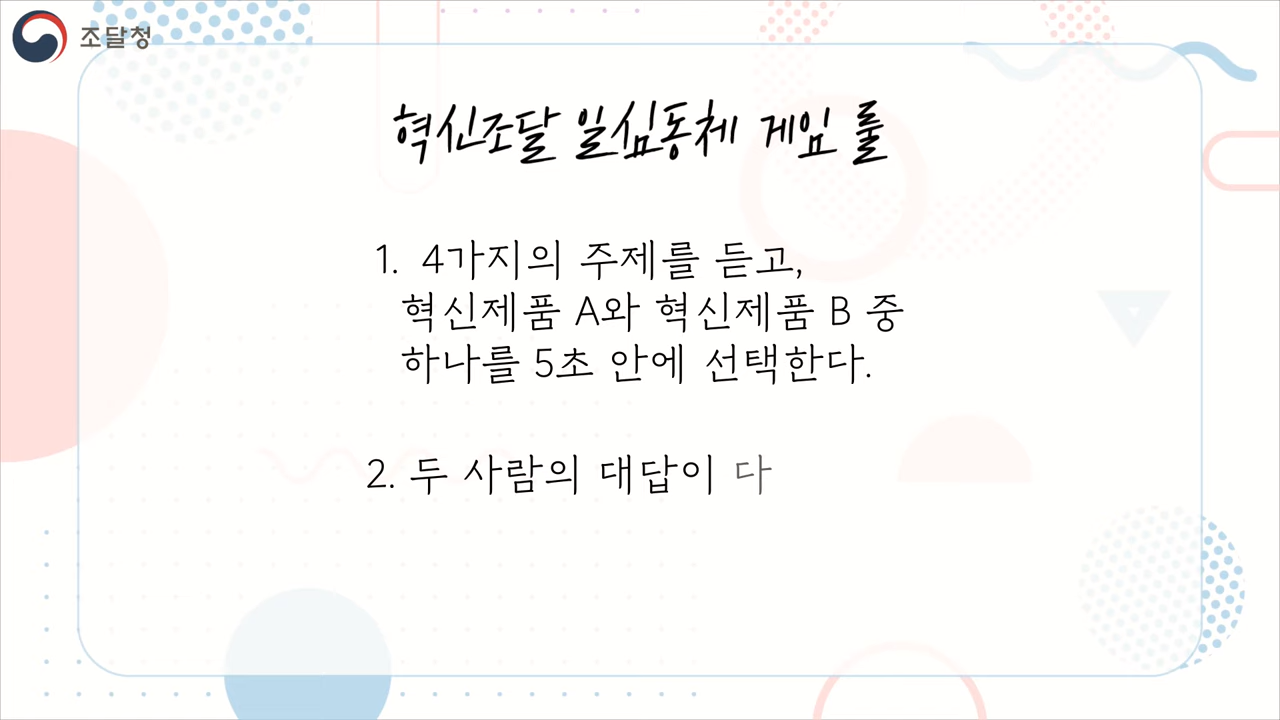 조달청
혁신조달 일심동체 게임 룰
1. 4가지의 주제를 듣고,
혁신제품 A와 혁신제품 B 중
하나를 5초 안에 선택한다.
2. 두 사람의 대답이 다